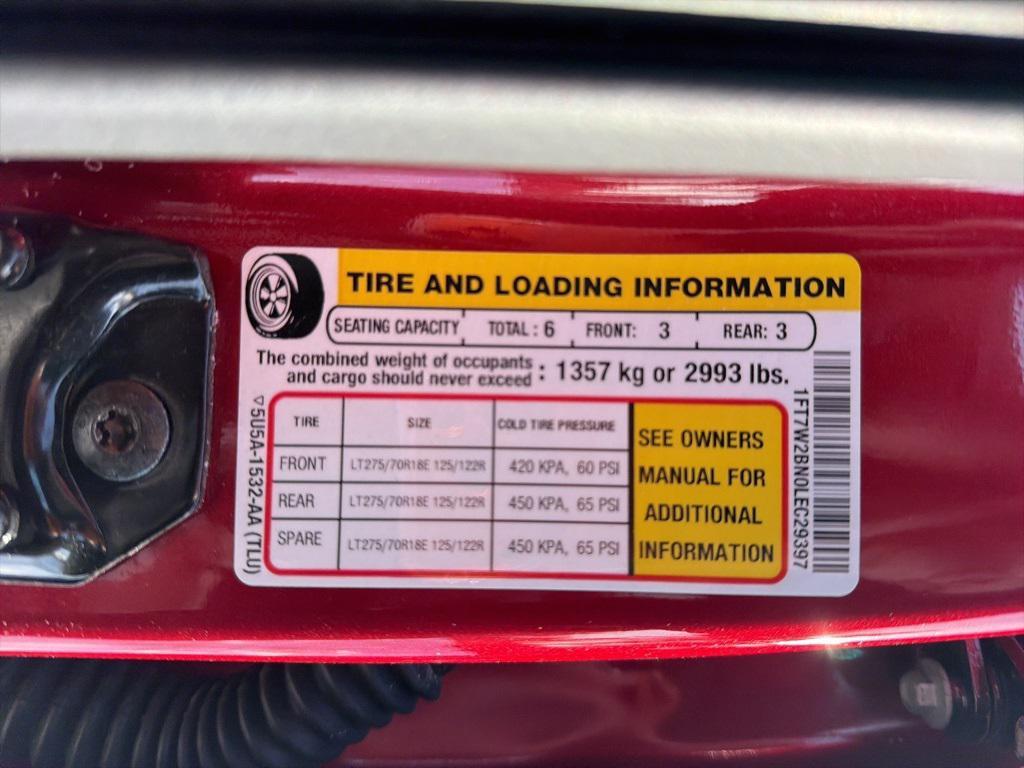 TIRE AND LOADING INFORMATION
SEATING CAPACITY TOTAL: 6 FRONT: 3 REAR: 3
The combined weight of occupants
and cargo should never exceed : 1357 kg or 2993 lbs.
TIRE SIZE COLD TIRE PRESSURE
FRONT LT275/70R18E 125/122R 420 KPA, 60 PSI
REAR LT275/70R18E 125/122R 450 KPA, 65 PSI
SPARE LT275/70R18E 125/122R 450 KPA, 65 PSI
SEE OWNERS
MANUAL FOR
ADDITIONAL
INFORMATION
▽5U5A-1532-AA (TLU)
1FT7W2BN0LEC29397